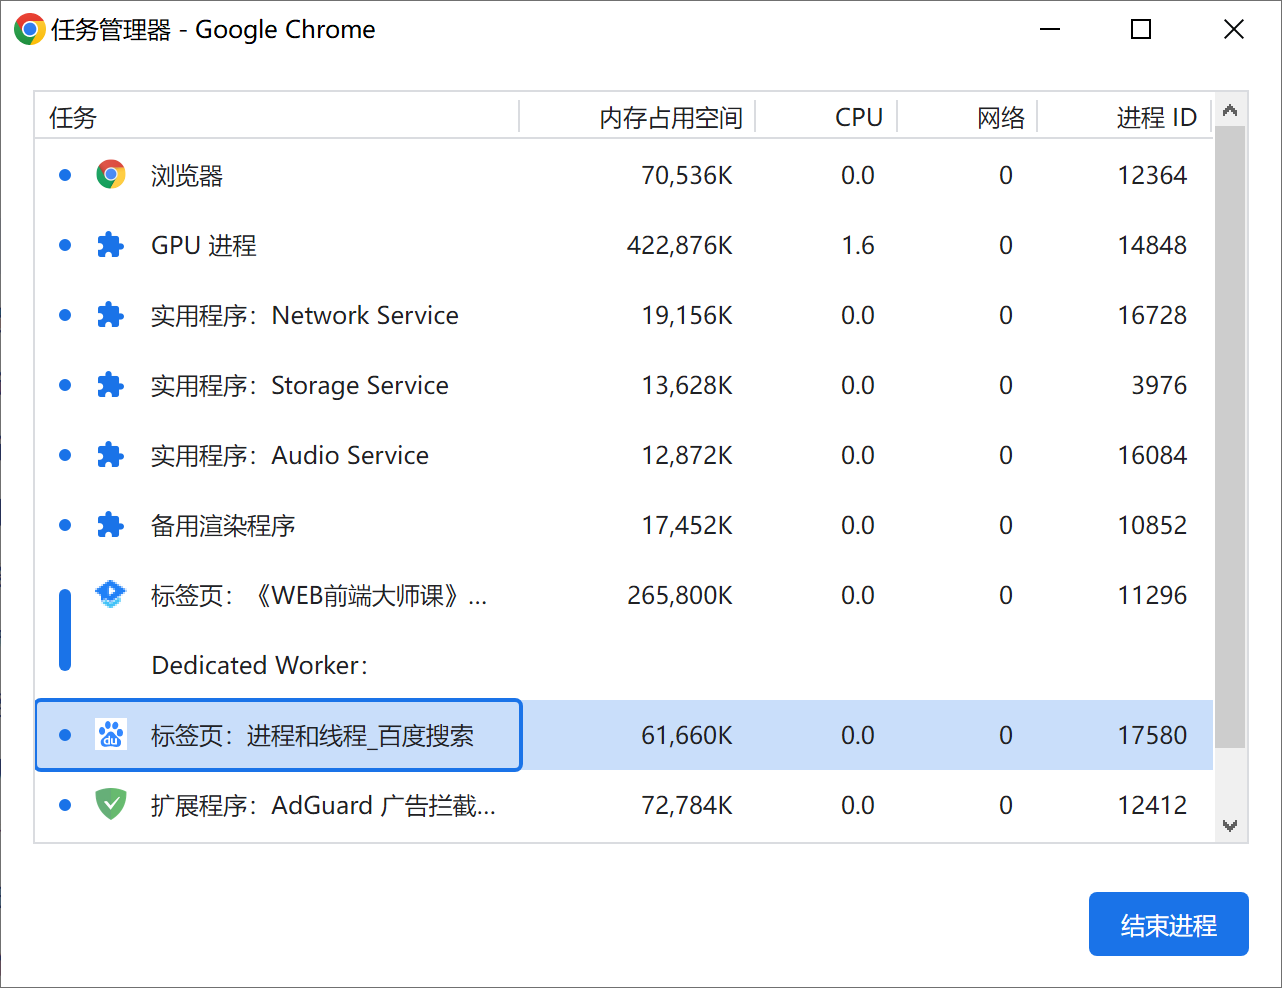 任务管理器 - Google Chrome
任务 内存占用空间 CPU 网络 进程 ID
浏览器 70,536K 0.0 0 12364
GPU 进程 422,876K 1.6 0 14848
实用程序：Network Service 19,156K 0.0 0 16728
实用程序：Storage Service 13,628K 0.0 0 3976
实用程序：Audio Service 12,872K 0.0 0 16084
备用渲染程序 17,452K 0.0 0 10852
标签页：《WEB前端大师课》... 265,800K 0.0 0 11296
Dedicated Worker:
du 标签页：进程和线程_百度搜索 61,660K 0.0 0 17580
扩展程序：AdGuard 广告拦截... 72,784K 0.0 0 12412
结束进程